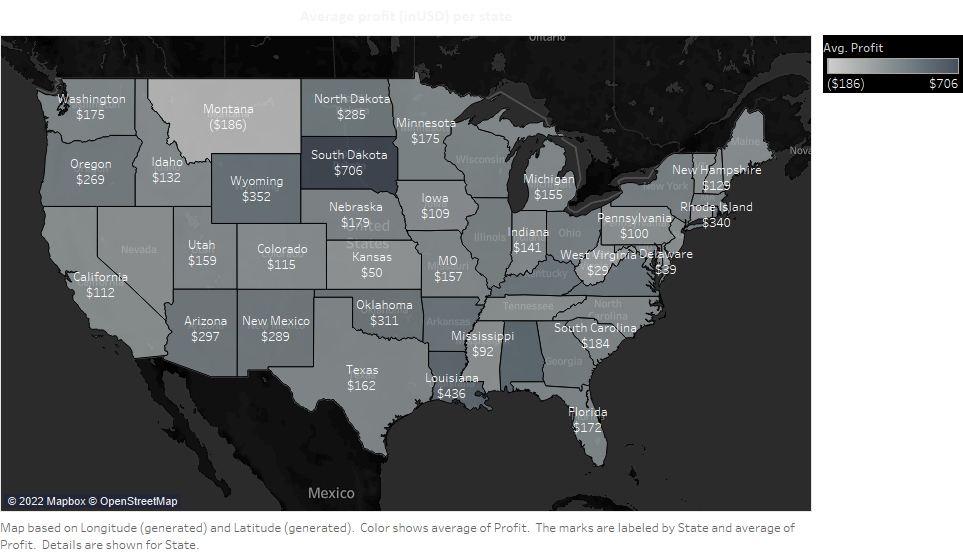 Average profit (inUSD) per state
Ontario
Avg. Profit
($186) $706
Washington
$175
Montana
($186)
North Dakota
$285
Minnesota
$175
Oregon
$269
Idaho
$132
Wyoming
$352
South Dakota
$706
Wisconsin
Michigan
$155
New York
New Hampshire
$129
Maine
Nova
Rhode Island
$340
Nebraska
$179
Iowa
$109
Pennsylvania
$100
Nevada
Utah
$159
Colorado
$115
United
States
Kansas
$50
MO
$157
Illinois
Indiana
$141
Ohio
West Virginia
$29
Delaware
$39
California
$112
Arizona
$297
New Mexico
$289
Oklahoma
$311
Arkansas
Tennessee
North
Carolina
South Carolina
$184
Mississippi
$92
Georgia
Texas
$162
Louisiana
$436
Florida
$172
Mexico
© 2022 Mapbox © OpenStreetMap
Map based on Longitude (generated) and Latitude (generated).  Color shows average of Profit.  The marks are labeled by State and average of
Profit.  Details are shown for State.